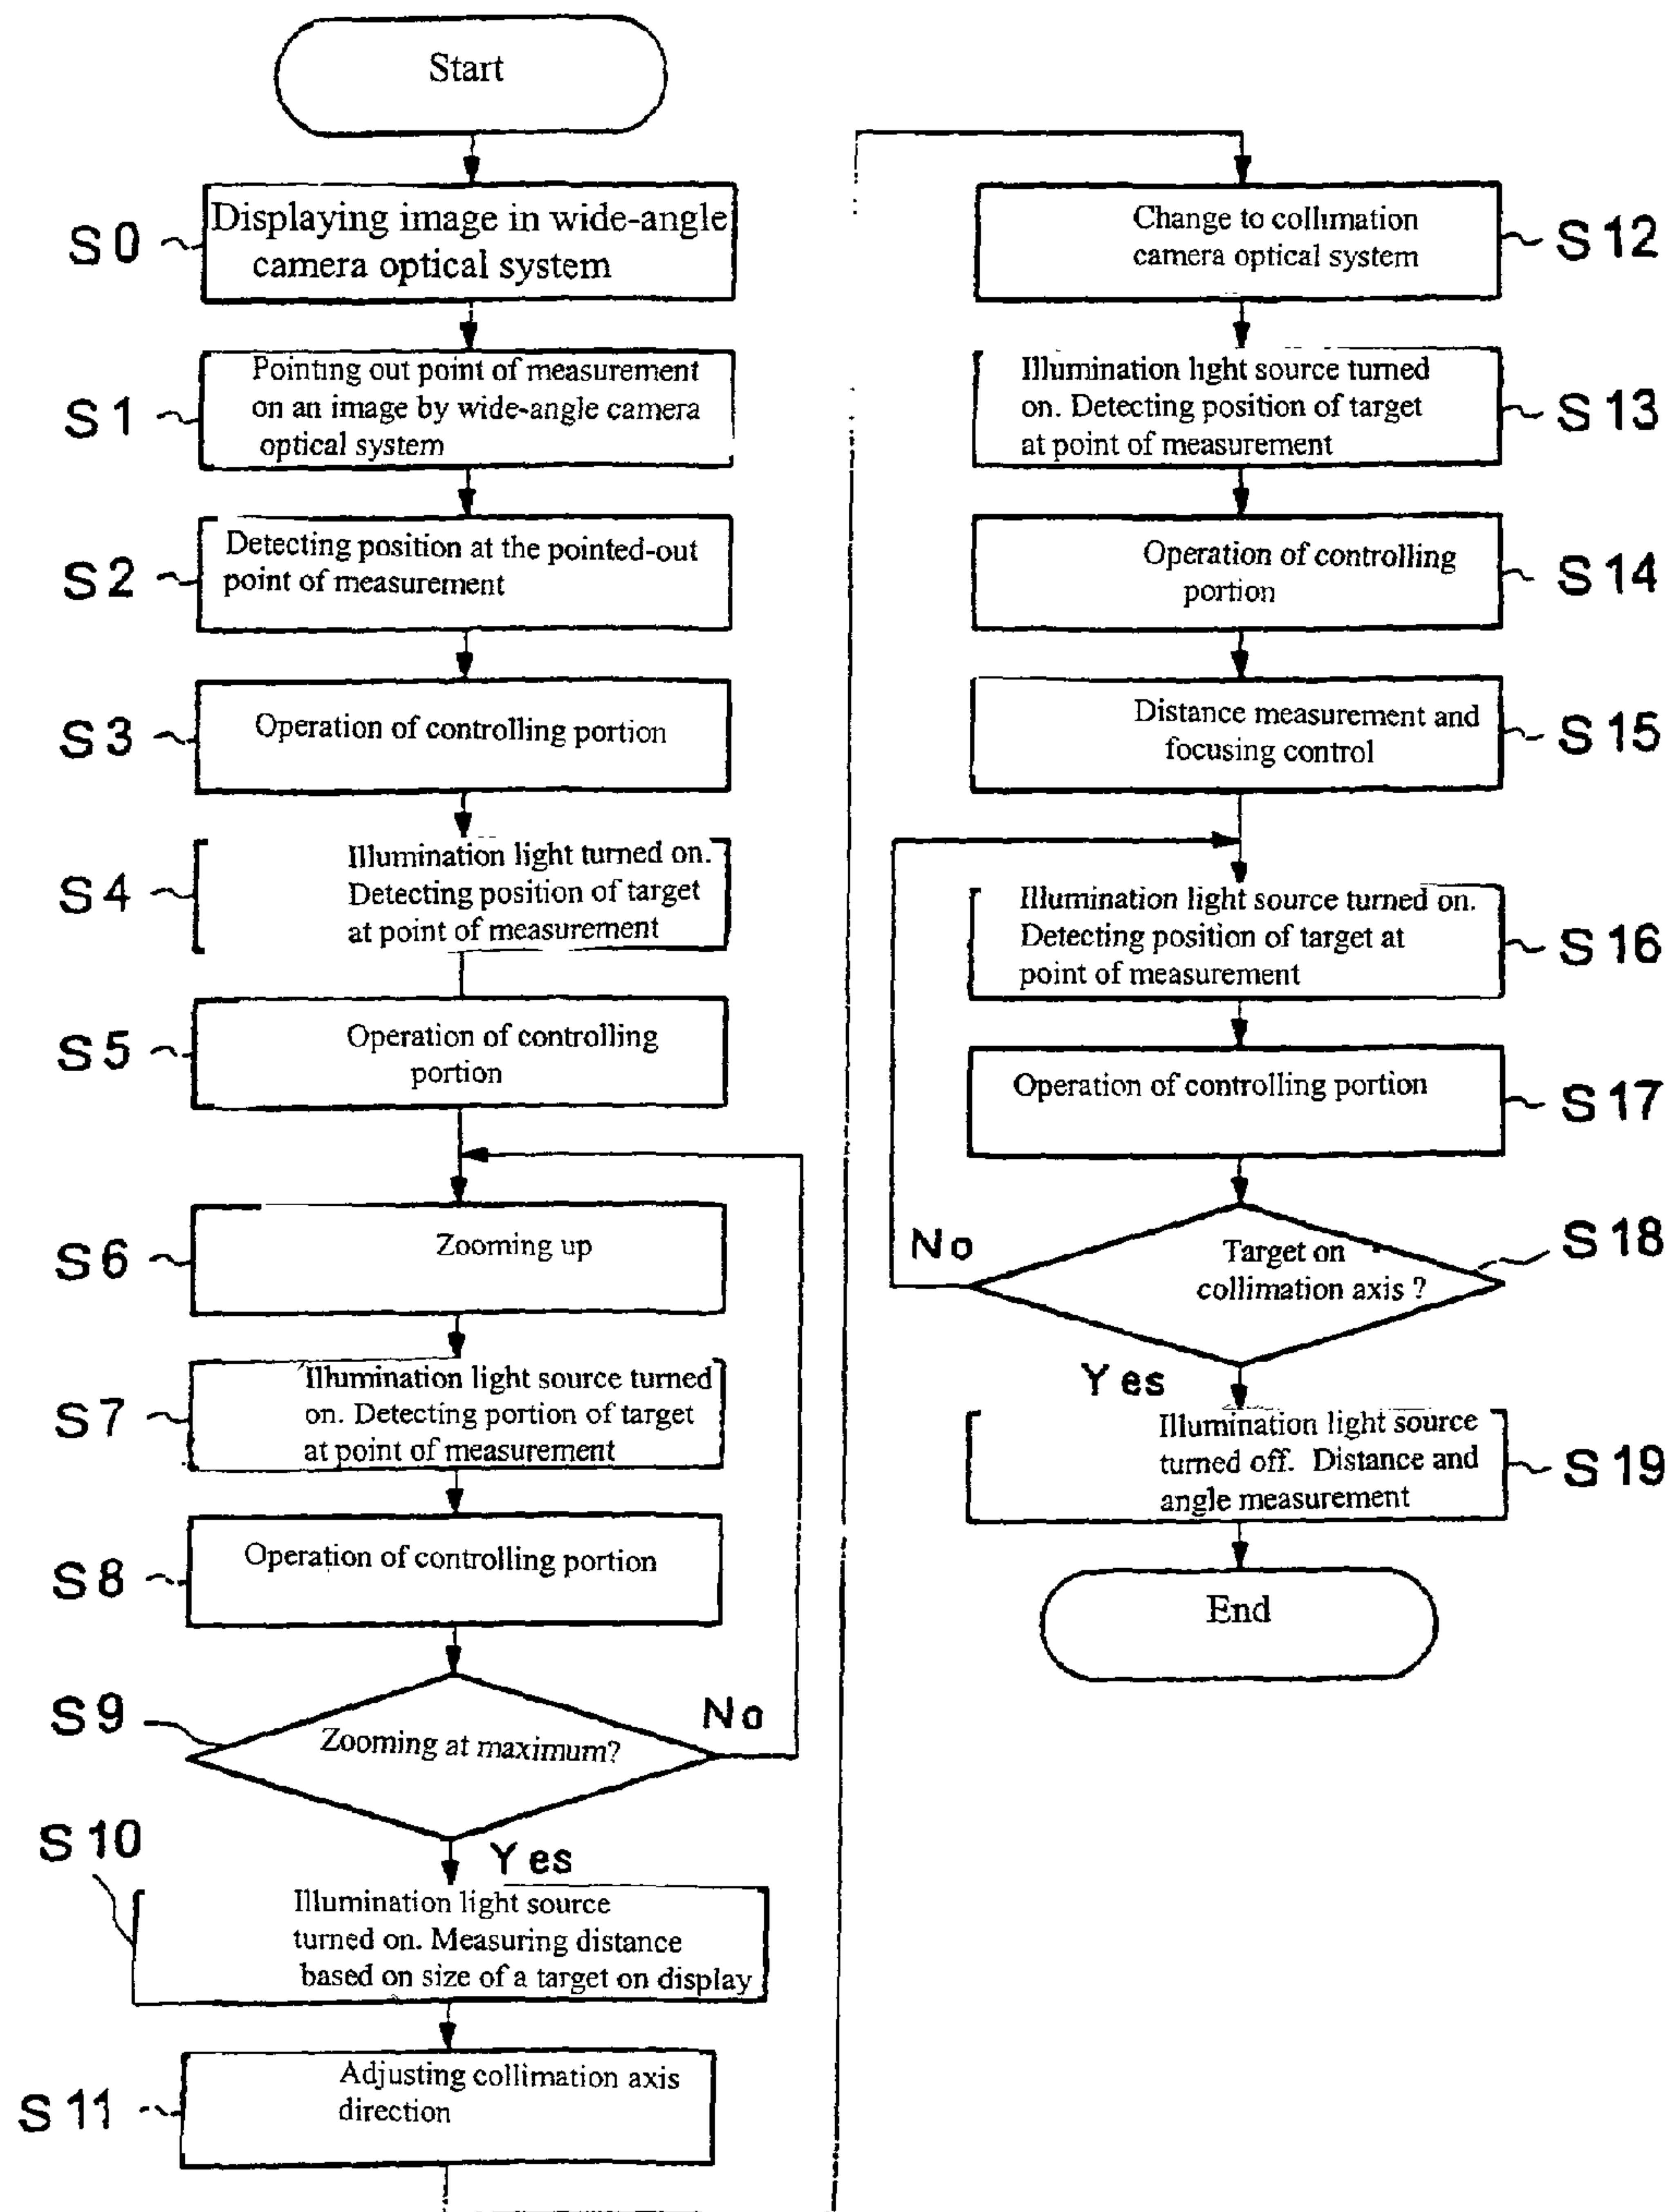 Start
S0
Displaying image in wide-angle
camera optical system
S1
Pointing out point of measurement
on an image by wide-angle camera
optical system
S2
Detecting position at the pointed-out
point of measurement
S3
Operation of controlling portion
S4
Illumination light turned on.
Detecting position of target
at point of measurement
S5
Operation of controlling
portion
S6
Zooming up
S7
Illumination light source turned
on. Detecting portion of target
at point of measurement
S8
Operation of controlling portion
S9
Zooming at maximum?
No
Yes
S10
Illumination light source
turned on. Measuring distance
based on size of a target on display
S11
Adjusting collimation axis
direction
Change to collimation
camera optical system
S12
Illumination light source turned
on. Detecting position of target
at point of measurement
S13
Operation of controlling
portion
S14
Distance measurement and
focusing control
S15
Illumination light source turned on.
Detecting position of target at
point of measurement
S16
Operation of controlling portion
S17
No
Target on
collimation axis ?
S18
Yes
Illumination light source
turned off. Distance and
angle measurement
S19
End